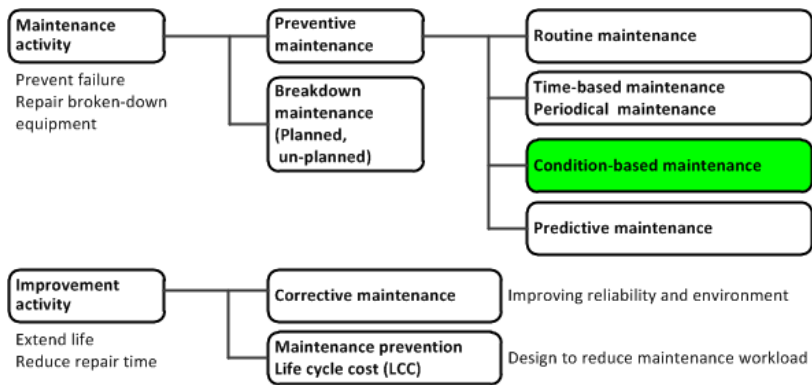 Maintenance
activity
Prevent failure
Repair broken-down
equipment
Preventive
maintenance
Breakdown
maintenance
(Planned,
un-planned)
Routine maintenance
Time-based maintenance
Periodical maintenance
Condition-based maintenance
Predictive maintenance
Improvement
activity
Extend life
Reduce repair time
Corrective maintenance
Improving reliability and environment
Maintenance prevention
Life cycle cost (LCC)
Design to reduce maintenance workload